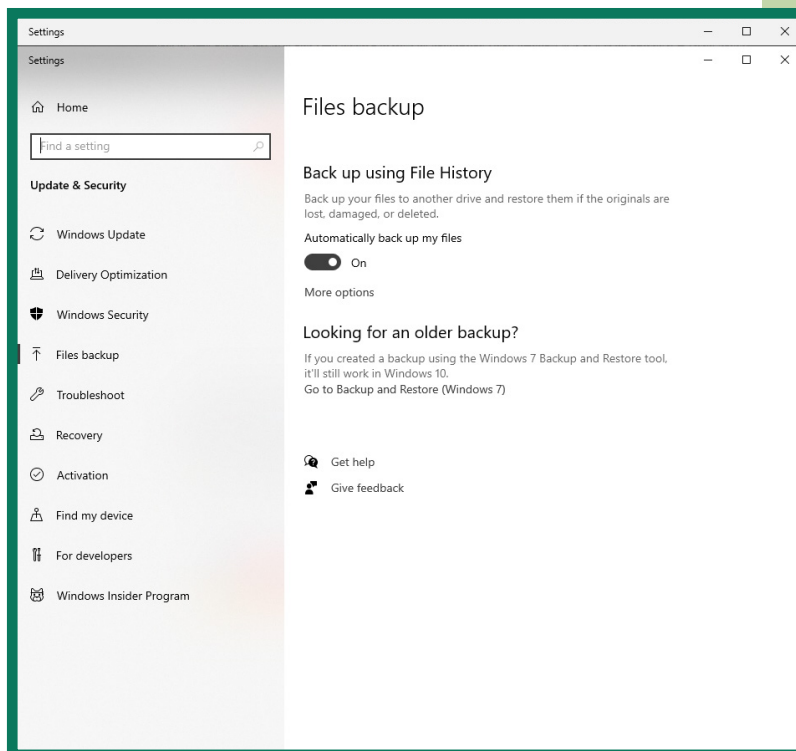 Settings
Settings
Home
Find a setting
Update & Security
Windows Update
Delivery Optimization
Windows Security
Files backup
Troubleshoot
Recovery
Activation
Find my device
For developers
Windows Insider Program
Files backup
Back up using File History
Back up your files to another drive and restore them if the originals are
lost, damaged, or deleted.
Automatically back up my files
On
More options
Looking for an older backup?
If you created a backup using the Windows 7 Backup and Restore tool,
it'll still work in Windows 10.
Go to Backup and Restore (Windows 7)
Get help
Give feedback